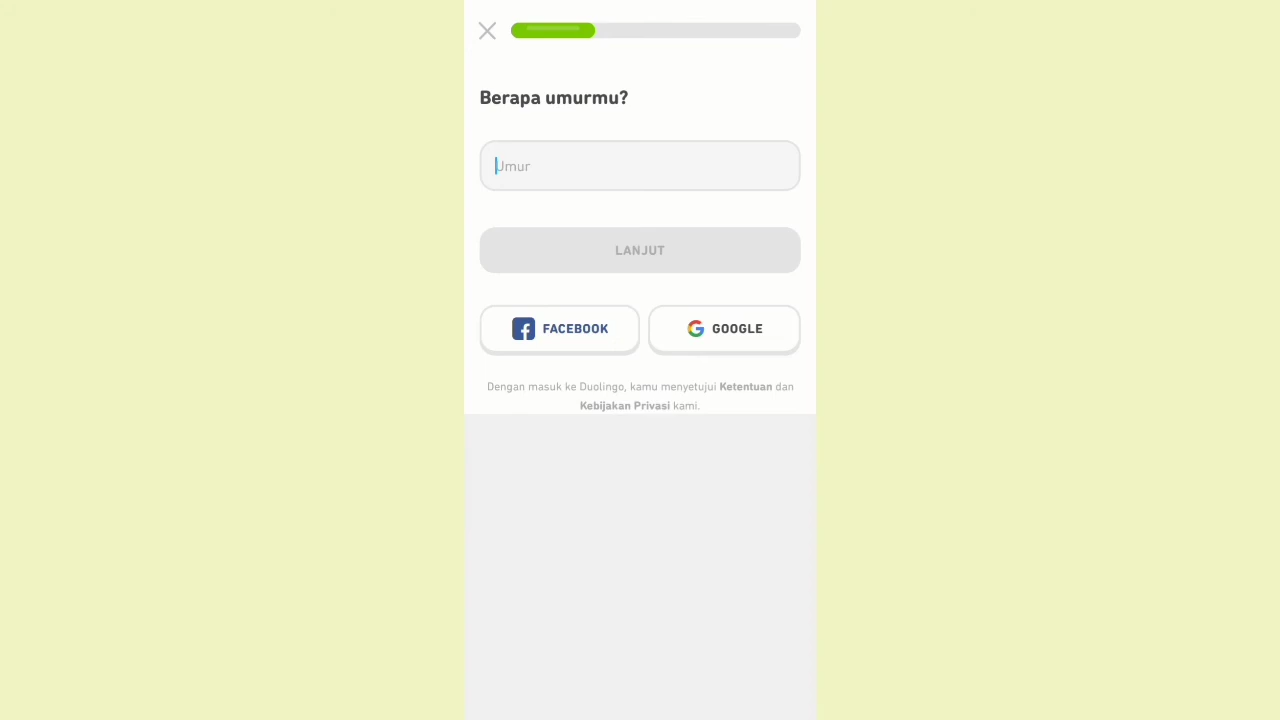 Berapa umurmu?
Umur
LANJUT
FACEBOOK
GOOGLE
Dengan masuk ke Duolingo, kamu menyetujui Ketentuan dan
Kebijakan Privasi kami.